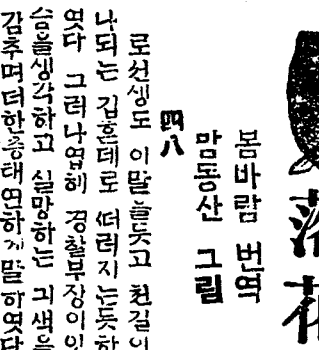 落花
봄바람 번역
맘동산 그림
四八
로선생도 이말을듯고 천길이
나되는 깁흔데로 떠러지는듯하
엿다 그러나엽헤 경찰부장이잇
슴을생각하고 실망하는 긔색을
감추며더한층태연하게말하엿다